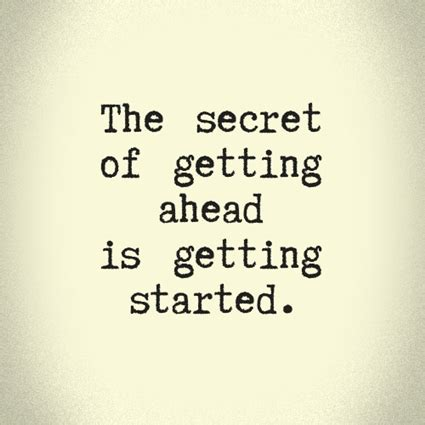 The secret
of getting
ahead
is getting
started.